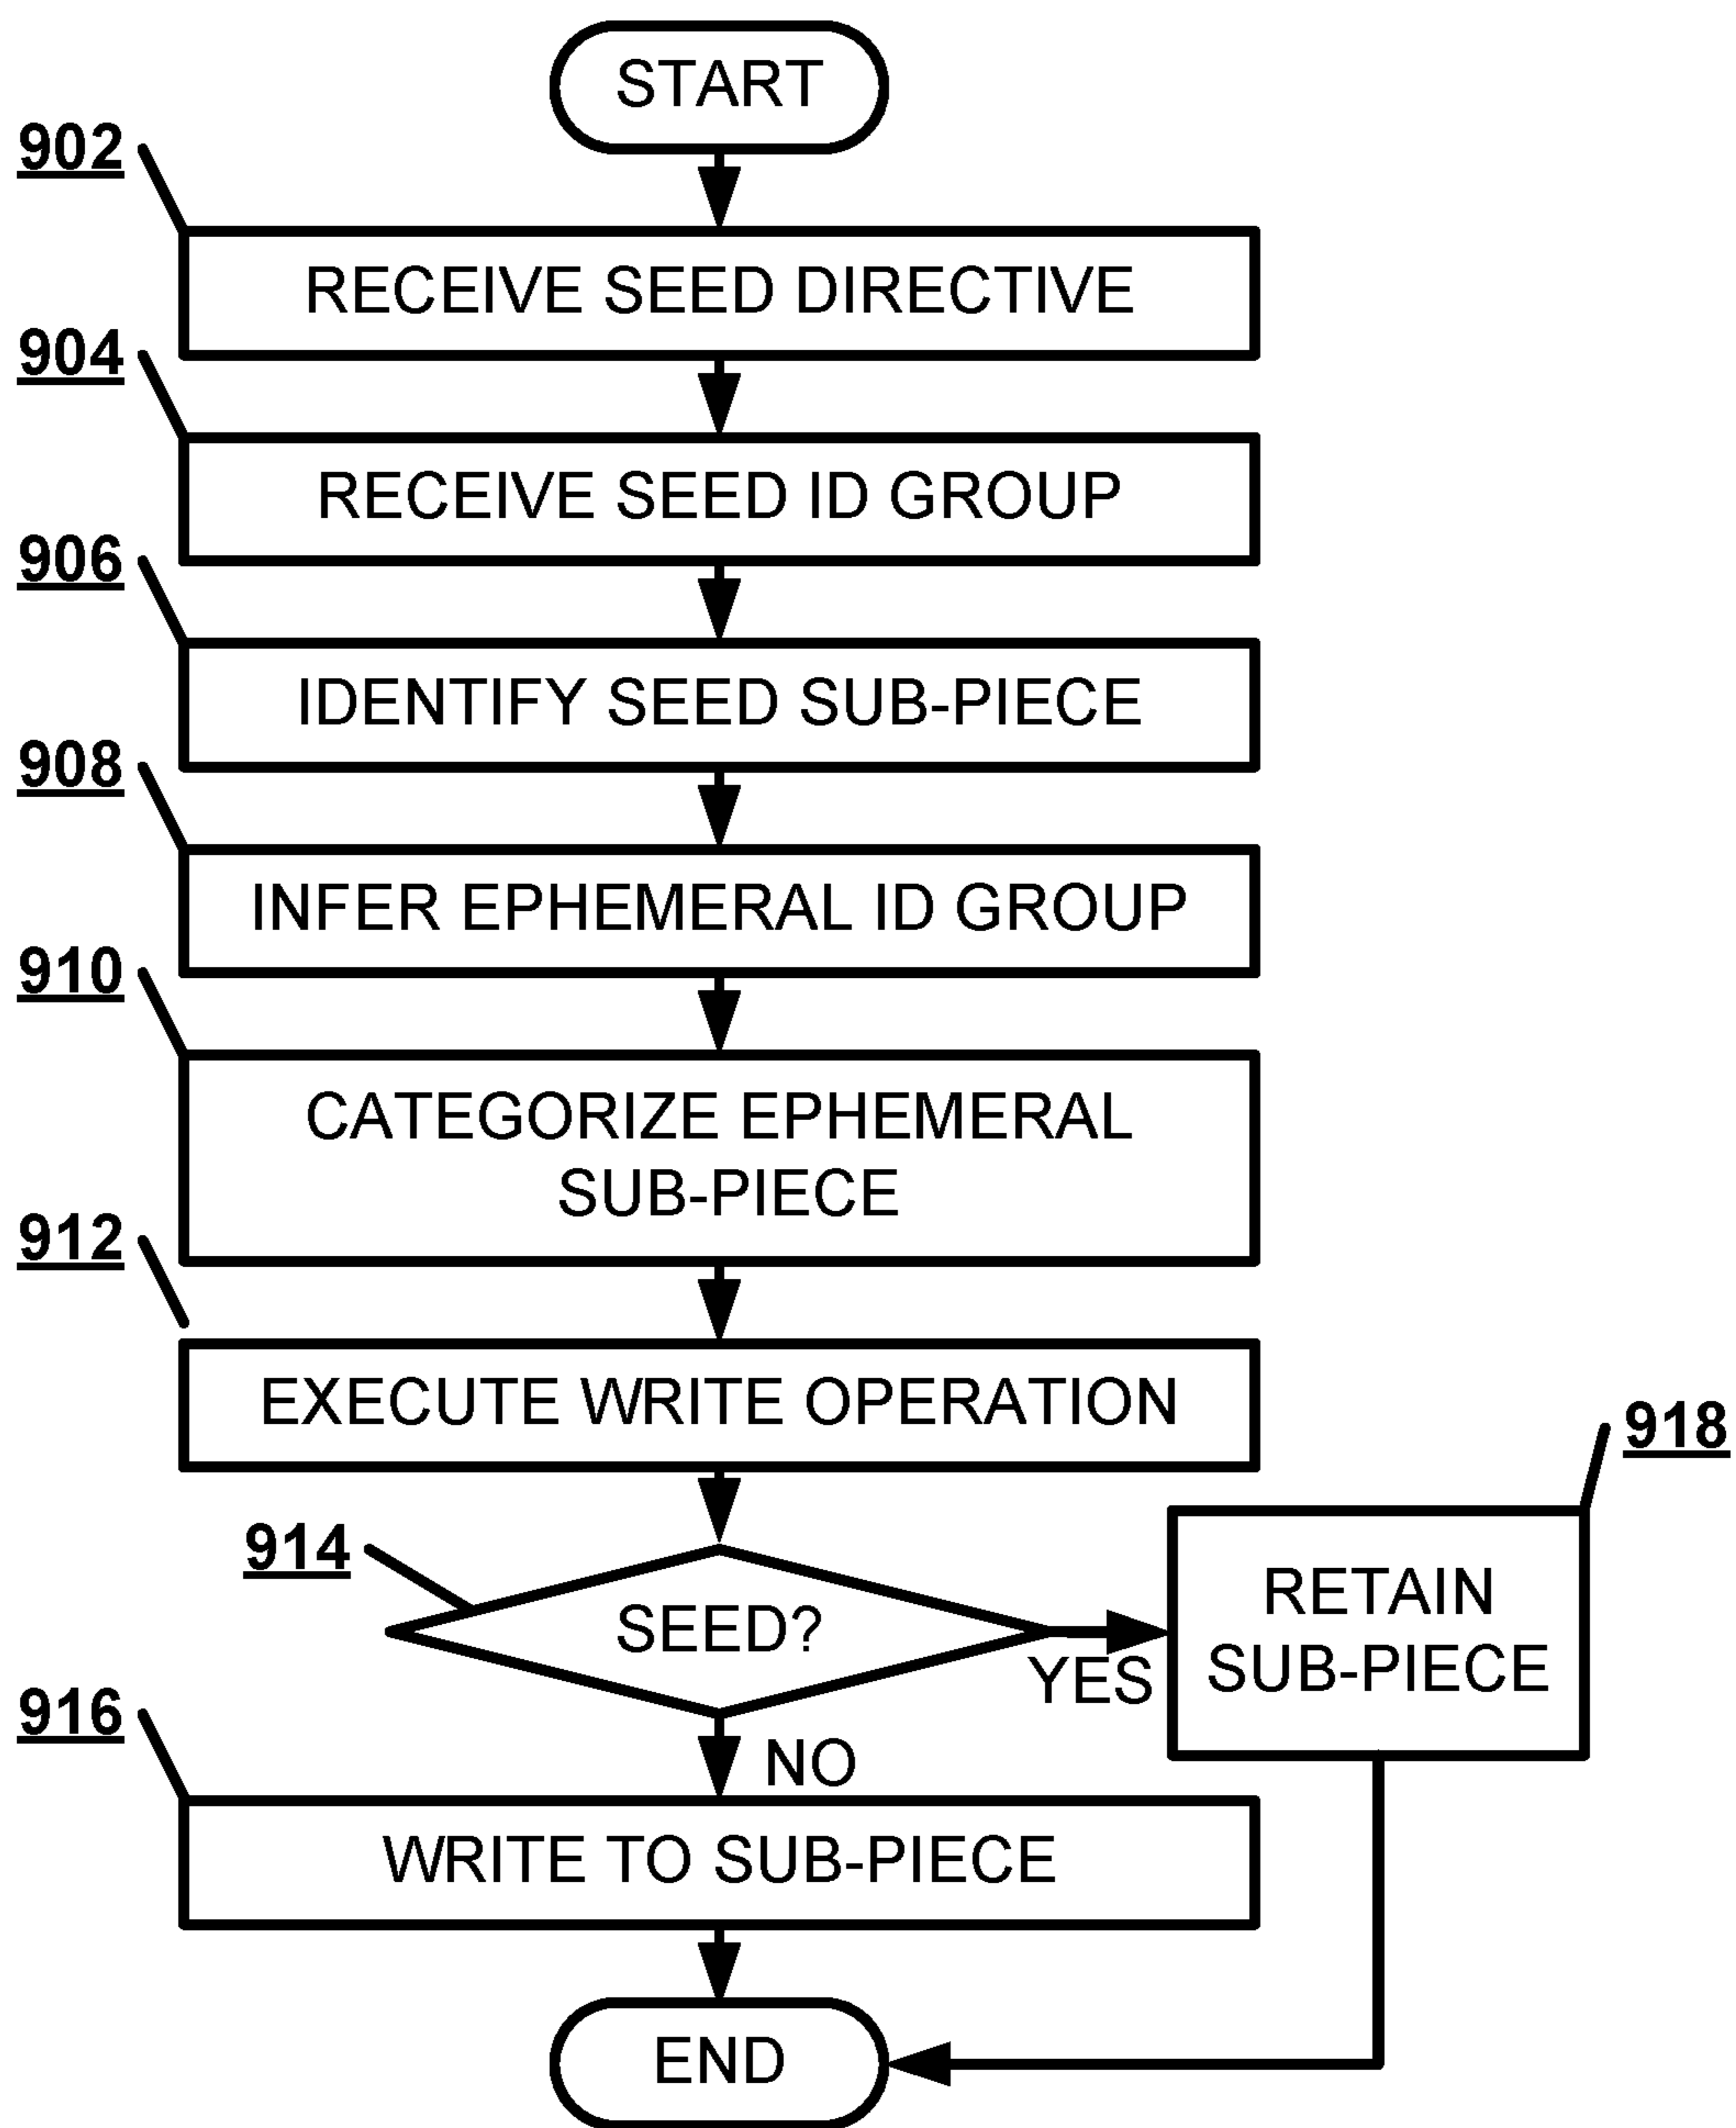 START
902
RECEIVE SEED DIRECTIVE
904
RECEIVE SEED ID GROUP
906
IDENTIFY SEED SUB-PIECE
908
INFER EPHEMERAL ID GROUP
910
CATEGORIZE EPHEMERAL
SUB-PIECE
912
EXECUTE WRITE OPERATION
914
SEED?
YES
918
RETAIN
SUB-PIECE
NO
916
WRITE TO SUB-PIECE
END